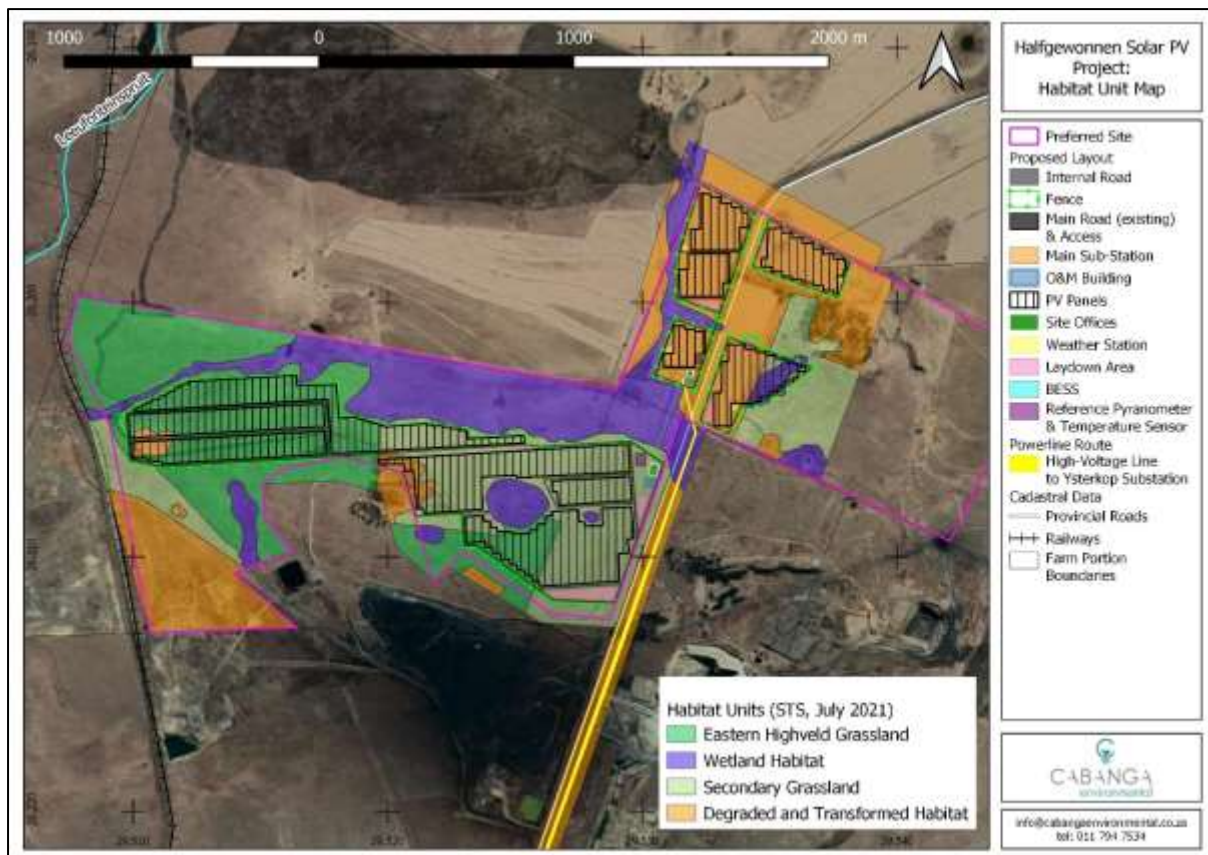 1000 0 1000 2000 m
Leeufonteinspruit
Halfgewonnen Solar PV
Project:
Habitat Unit Map
Preferred Site
Proposed Layout
Internal Road
Fence
Main Road (existing)
& Access
Main Sub-Station
O&M Building
PV Panels
Site Offices
Weather Station
Laydown Area
BESS
Reference Pyranometer
& Temperature Sensor
Powerline Route
High-Voltage Line
to Ysterkop Substation
Cadastral Data
Provincial Roads
Railways
Farm Portion
Boundaries
Habitat Units (STS, July 2021)
Eastern Highveld Grassland
Wetland Habitat
Secondary Grassland
Degraded and Transformed Habitat
CABANGA
environmental
info@cabangaenvironmental.co.za
tel: 011 794 7534